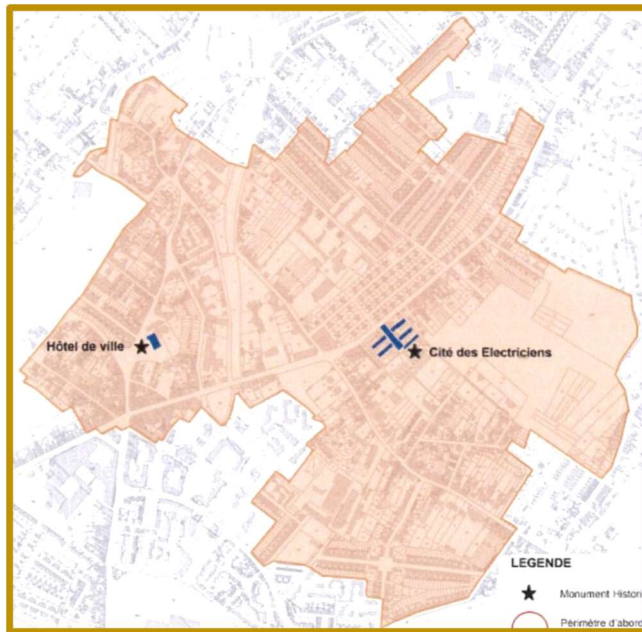 Hôtel de ville
Cité des Electriciens
LEGENDE
Monument Histori
Périmètre d'abord